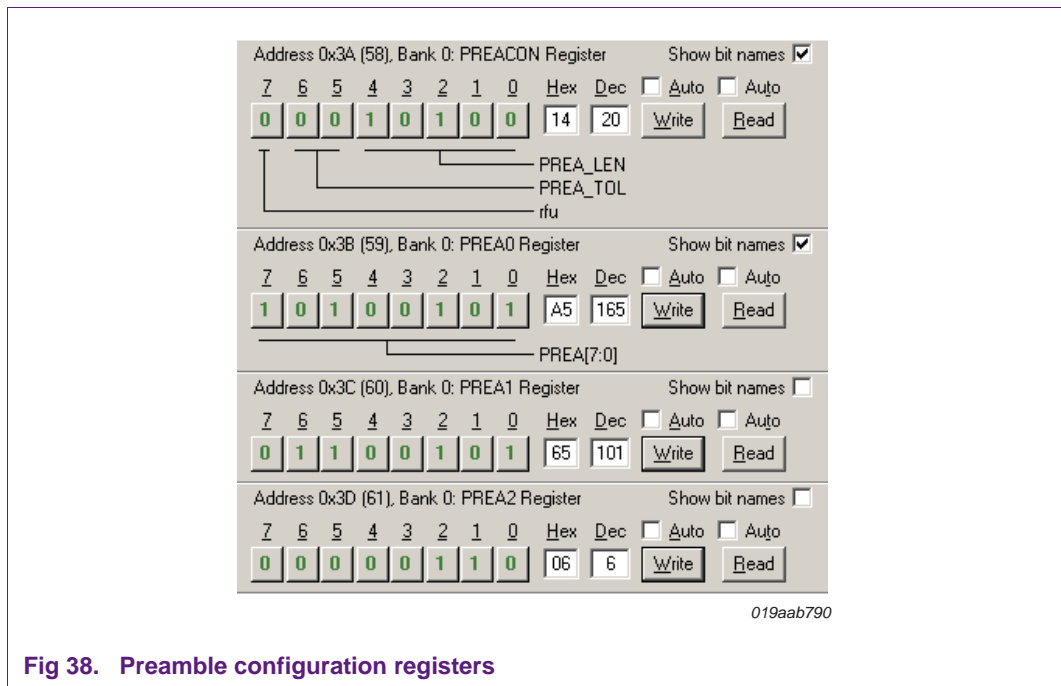 Address 0x3A (58), Bank 0: PREACON Register Show bit names
7 6 5 4 3 2 1 0 Hex Dec Auto Auto
0 0 0 1 0 1 0 0 14 20 Write Read
PREA_LEN
PREA_TOL
rfu
Address 0x3B (59), Bank 0: PREA0 Register Show bit names
7 6 5 4 3 2 1 0 Hex Dec Auto Auto
1 0 1 0 0 1 0 1 A5 165 Write Read
PREA[7:0]
Address 0x3C (60), Bank 0: PREA1 Register Show bit names
7 6 5 4 3 2 1 0 Hex Dec Auto Auto
0 1 1 0 0 1 0 1 65 101 Write Read
Address 0x3D (61), Bank 0: PREA2 Register Show bit names
7 6 5 4 3 2 1 0 Hex Dec Auto Auto
0 0 0 0 0 1 1 0 06 6 Write Read
019aab790
Fig 38. Preamble configuration registers